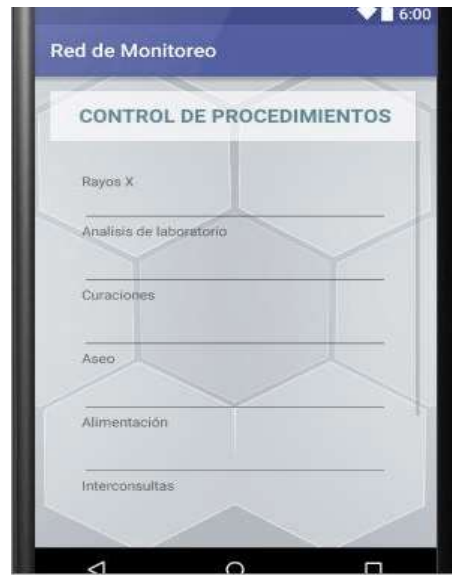 6:00
Red de Monitoreo
CONTROL DE PROCEDIMIENTOS
Rayos X
Analisis de laboratorio
Curaciones
Aseo
Alimentación
Interconsultas